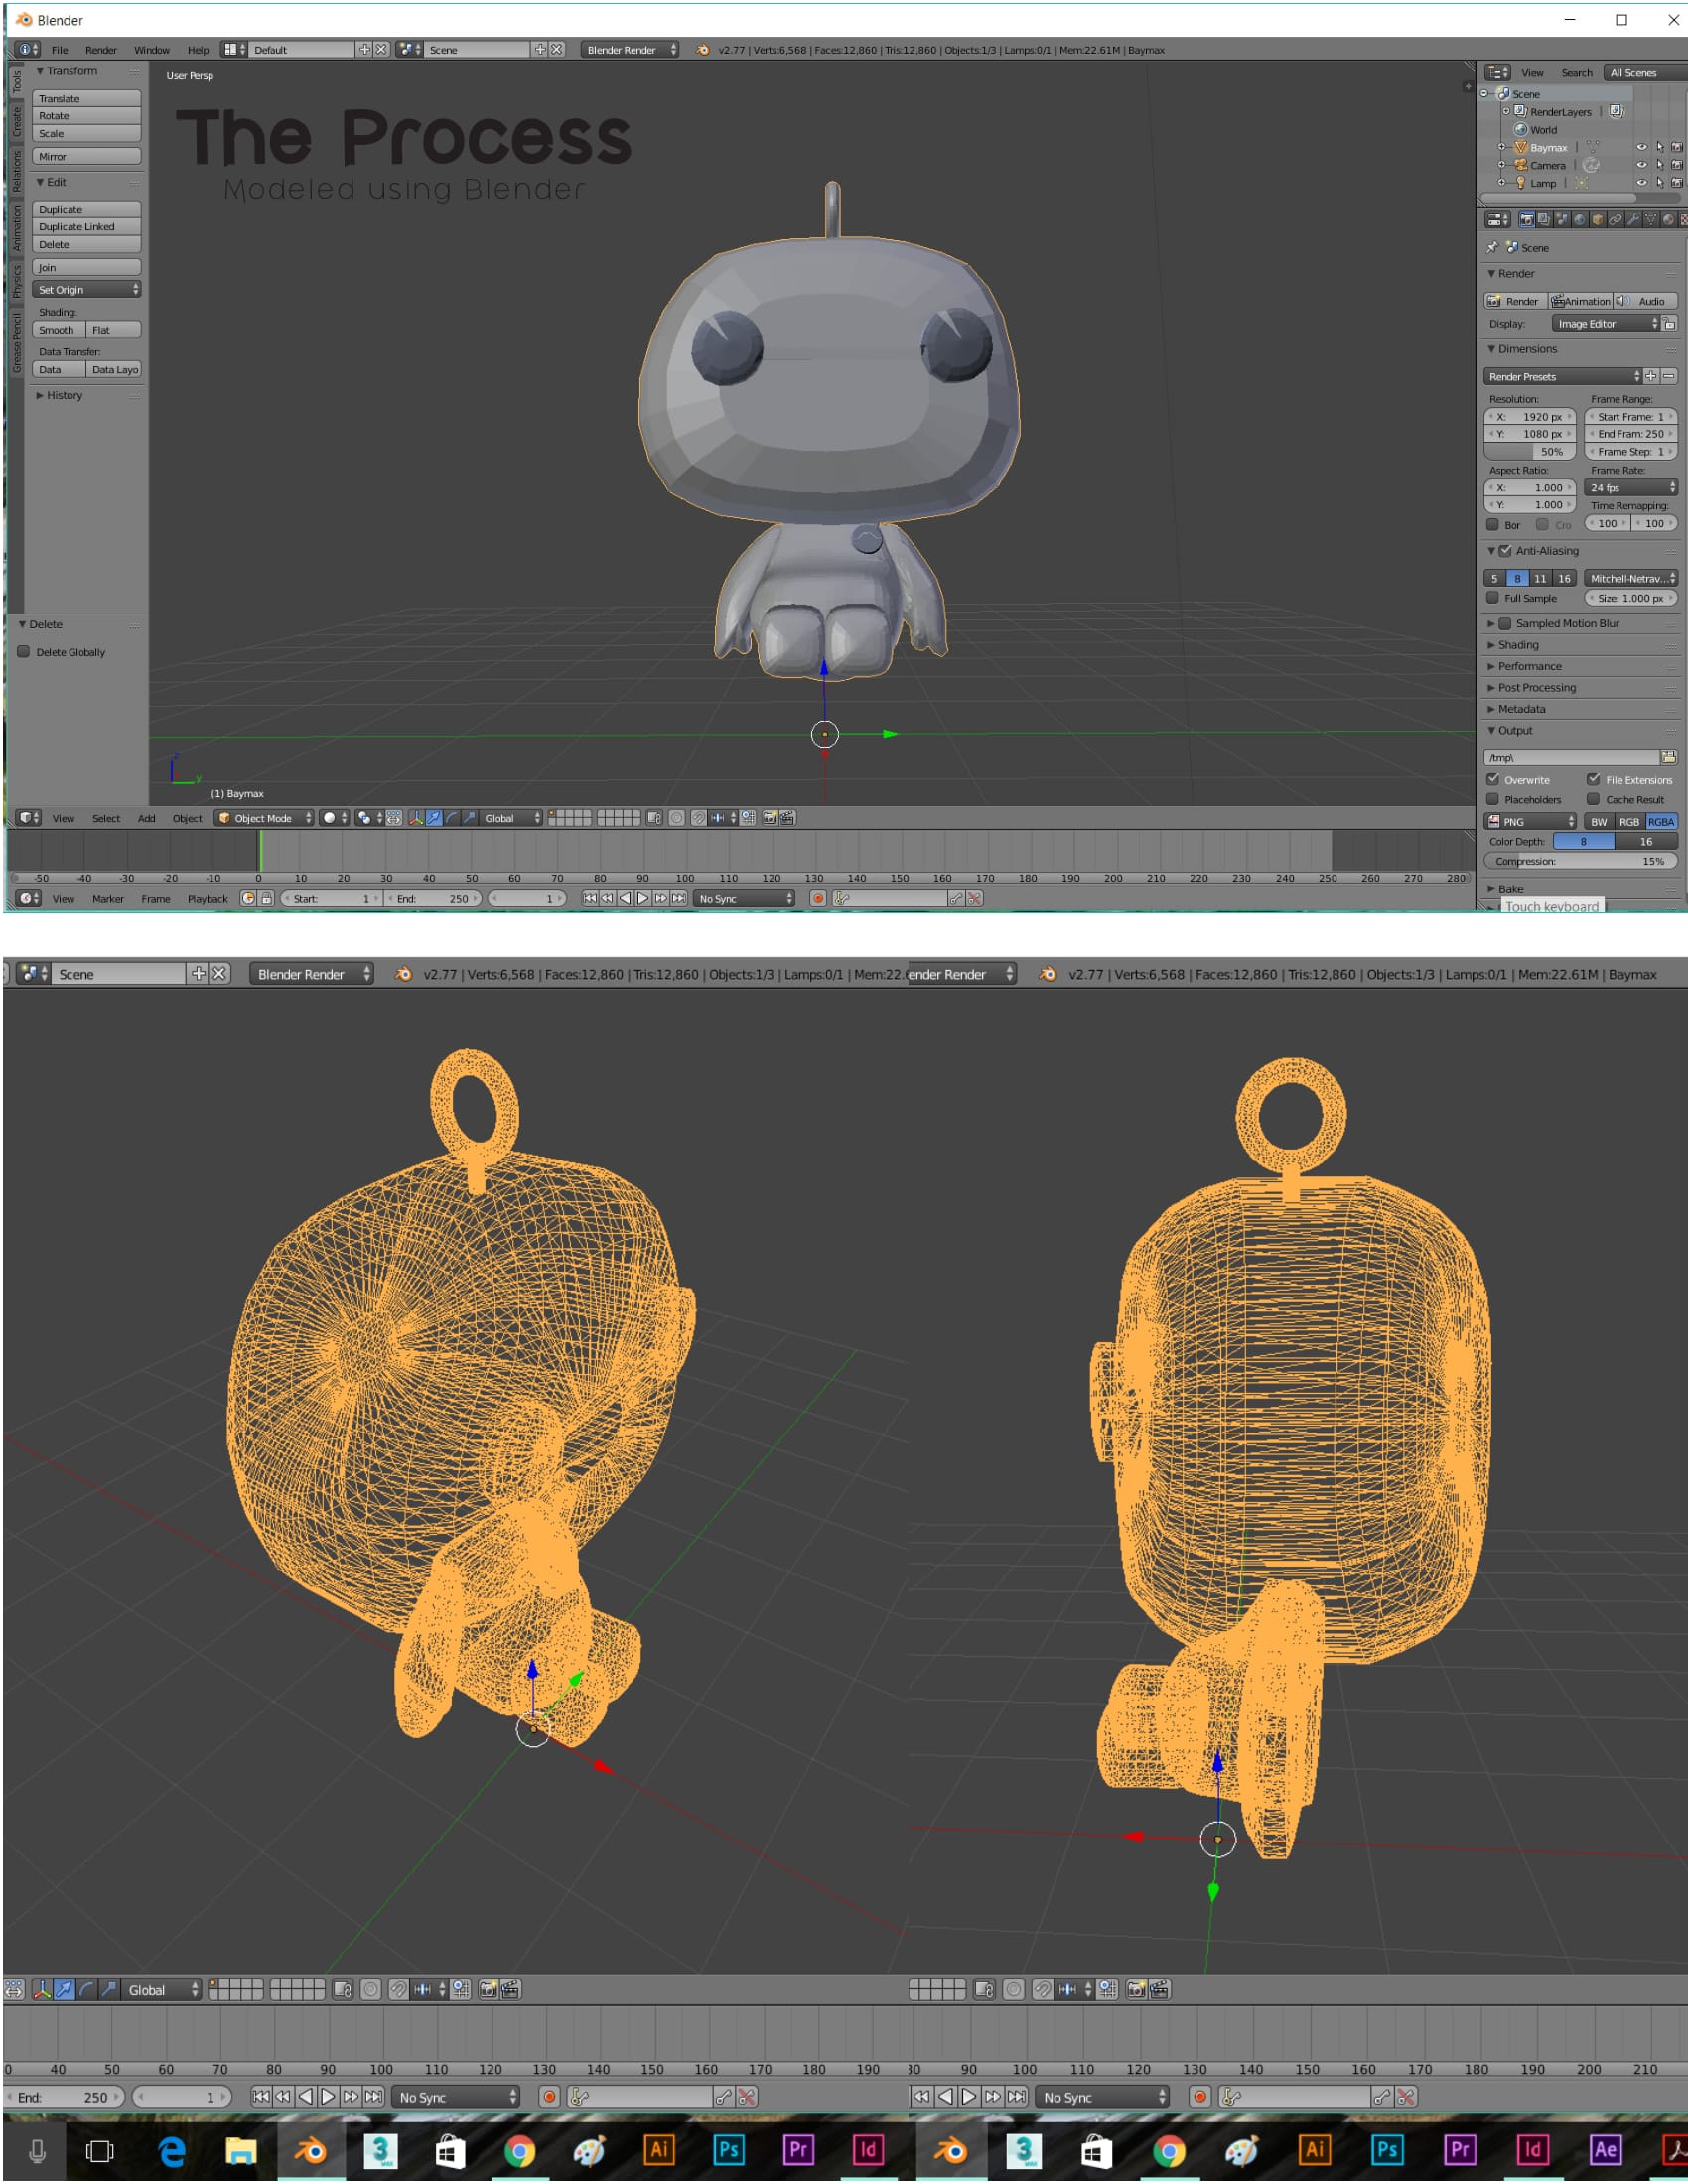 Blender
File Render Window Help Default Scene Blender Render v2.77 | Verts:6,568 | Faces:12,860 | Tris:12,860 | Objects:1/3 | Lamps:0/1 | Mem:22.61M | Baymax
Tools
Create
Relations
Animation
Physics
Grease Pencil
Transform
Translate
Rotate
Scale
Mirror
Edit
Duplicate
Duplicate Linked
Delete
Join
Set Origin
Shading:
Smooth Flat
Data Transfer:
Data Data Layo
History
Delete
Delete Globally
User Persp
The Process
Modeled using Blender
z
y
(1) Baymax
View Search All Scenes
Scene
RenderLayers
World
Baymax
Camera
Lamp
Scene
Render
Render Animation Audio
Display: Image Editor
Dimensions
Render Presets
Resolution: Frame Range:
X: 1920 px Start Frame: 1
Y: 1080 px End Fram: 250
50% Frame Step: 1
Aspect Ratio: Frame Rate:
X: 1.000 24 fps
Y: 1.000 Time Remapping:
Bor Cro 100 100
Anti-Aliasing
5 8 11 16 Mitchell-Netrav...
Full Sample Size: 1.000 px
Sampled Motion Blur
Shading
Performance
Post Processing
Metadata
Output
/tmp\
Overwrite File Extensions
Placeholders Cache Result
PNG BW RGB RGBA
Color Depth: 8 16
Compression: 15%
Bake
Touch keyboard
View Select Add Object Object Mode Global
-50 -40 -30 -20 -10 0 10 20 30 40 50 60 70 80 90 100 110 120 130 140 150 160 170 180 190 200 210 220 230 240 250 260 270 280
View Marker Frame Playback Start: 1 End: 250 1 No Sync
Scene Blender Render v2.77 | Verts:6,568 | Faces:12,860 | Tris:12,860 | Objects:1/3 | Lamps:0/1 | Mem:22.
ender Render v2.77 | Verts:6,568 | Faces:12,860 | Tris:12,860 | Objects:1/3 | Lamps:0/1 | Mem:22.61M | Baymax
Global
0 40 50 60 70 80 90 100 110 120 130 140 150 160 170 180 190
90 100 110 120 130 140 150 160 170 180 190 200 210
End: 250 1 No Sync
No Sync
3 Ai Ps Pr Id
3 Ai Ps Pr Id Ae